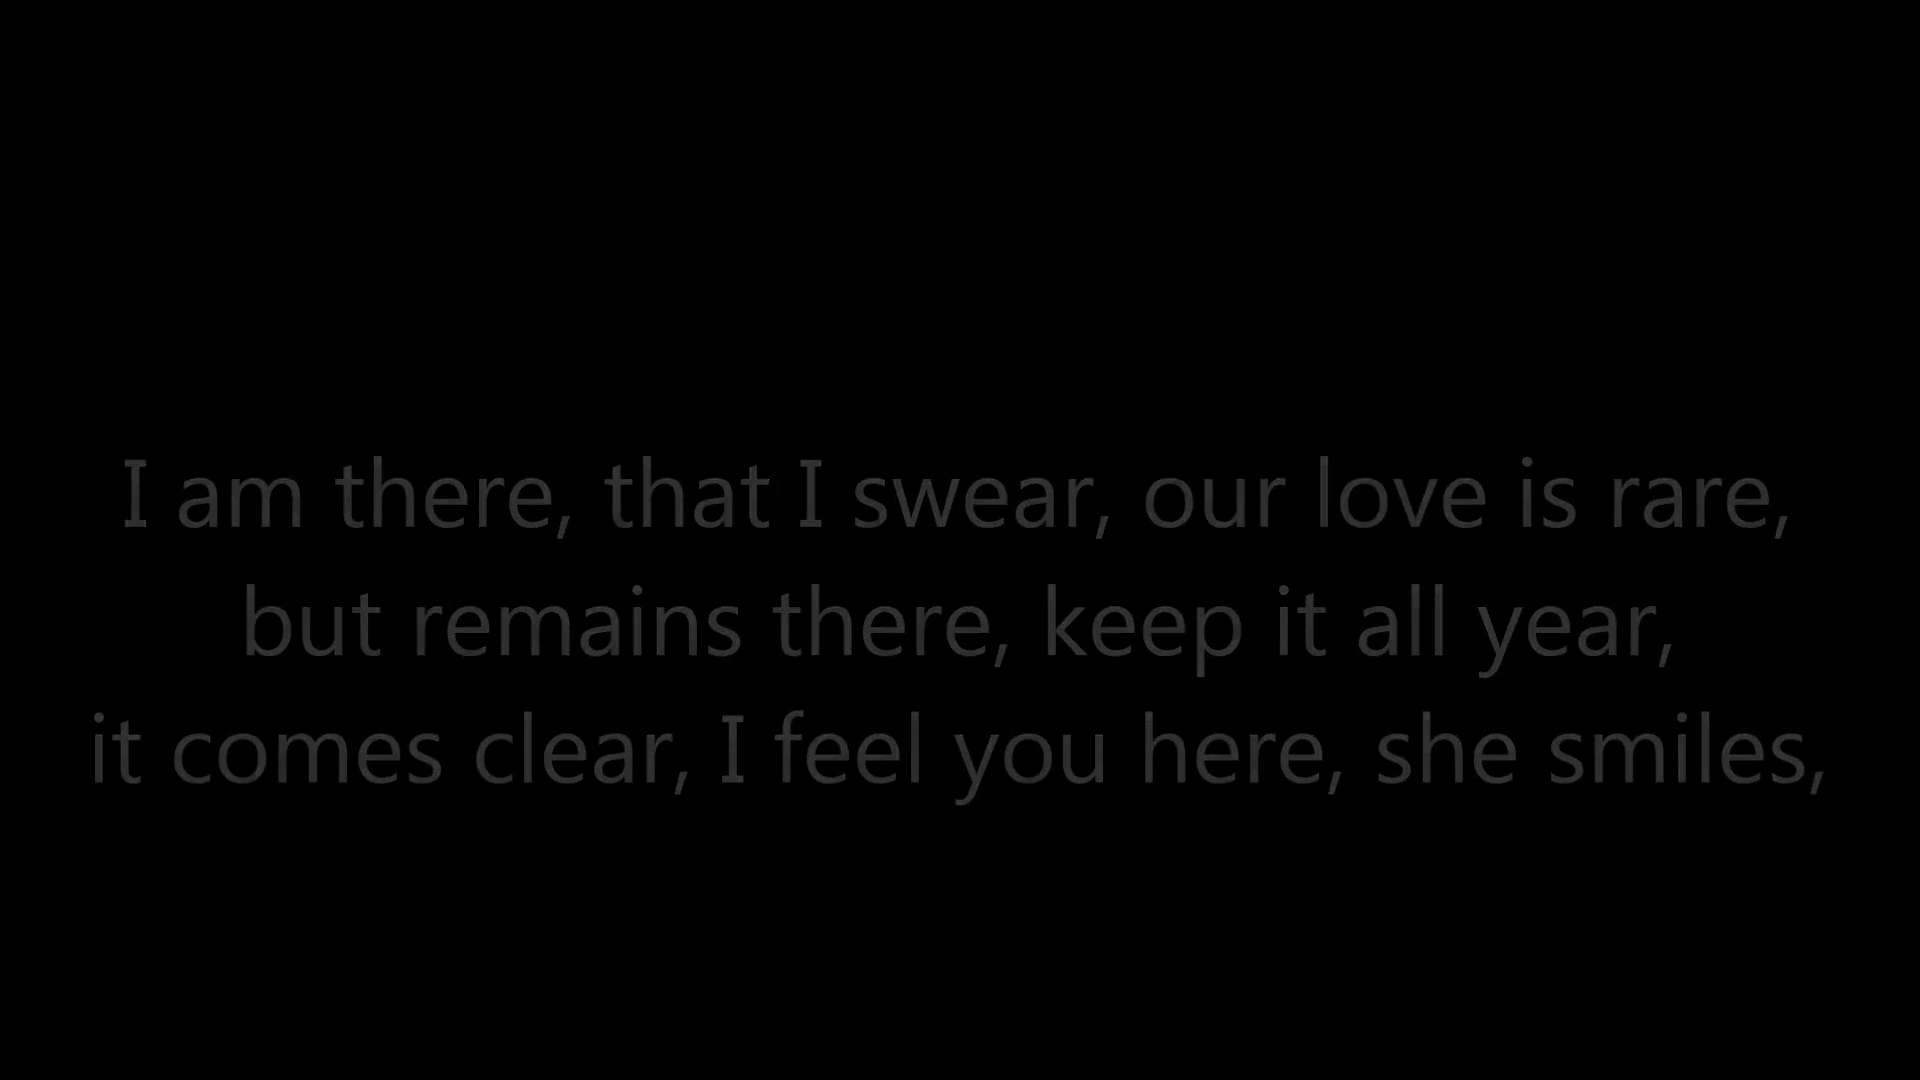 I am there, that I swear, our love is rare,
but remains there, keep it all year,
it comes clear, I feel you here, she smiles,